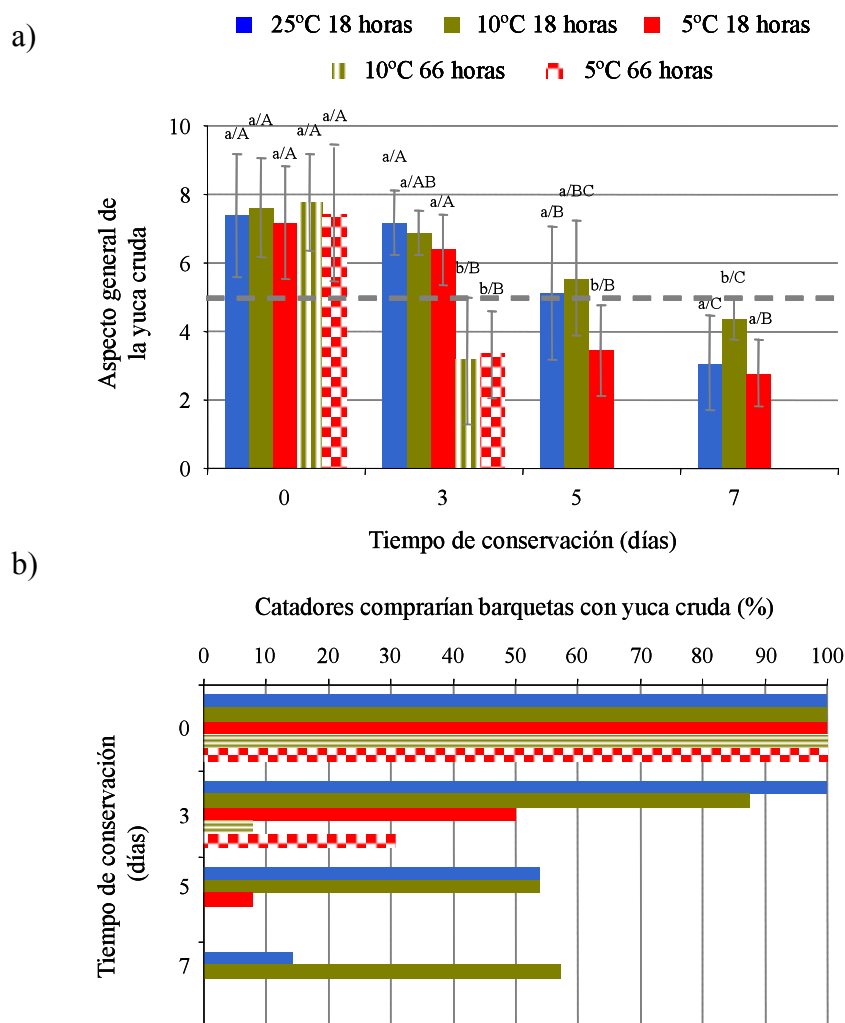 a)
25ºC 18 horas 10ºC 18 horas 5ºC 18 horas
10ºC 66 horas 5ºC 66 horas
Aspecto general de
la yuca cruda
10
8
6
4
2
0
a/A a/A a/A a/A a/A
a/A a/AB a/A b/B b/B
a/B a/BC b/B
a/C b/C a/B
0 3 5 7
Tiempo de conservación (días)
b)
Catadores comprarían barquetas con yuca cruda (%)
0 10 20 30 40 50 60 70 80 90 100
Tiempo de conservación
(días)
0
3
5
7